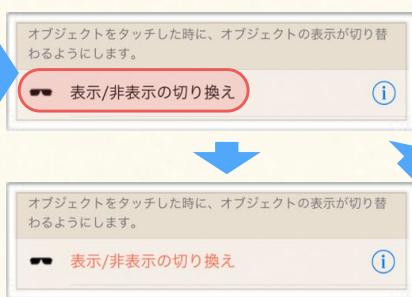 オブジェクトをタッチした時に、オブジェクトの表示が切り替
わるようにします。
表示/非表示の切り換え
オブジェクトをタッチした時に、オブジェクトの表示が切り替
わるようにします。
表示/非表示の切り換え